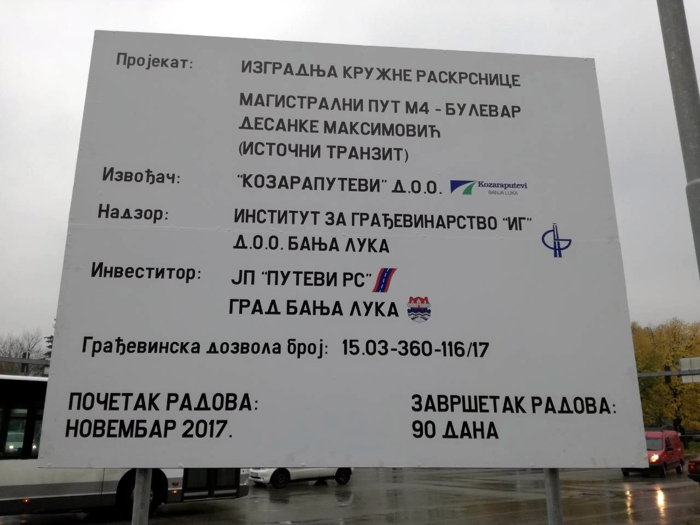 Пројекат: ИЗГРАДЊА КРУЖНЕ РАСКРСНИЦЕ
МАГИСТРАЛНИ ПУТ М4 - БУЛЕВАР
ДЕСАНКЕ МАКСИМОВИЋ
(ИСТОЧНИ ТРАНЗИТ)
Извођач: "КОЗАРАПУТЕВИ" Д.О.О. Kozaraputevi
BANJA LUKA
Надзор: ИНСТИТУТ ЗА ГРАЂЕВИНАРСТВО "ИГ"
Д.О.О. БАЊА ЛУКА
Инвеститор: ЈП "ПУТЕВИ РС"
ГРАД БАЊА ЛУКА
Грађевинска дозвола број: 15.03-360-116/17
ПОЧЕТАК РАДОВА: ЗАВРШЕТАК РАДОВА:
НОВЕМБАР 2017. 90 ДАНА